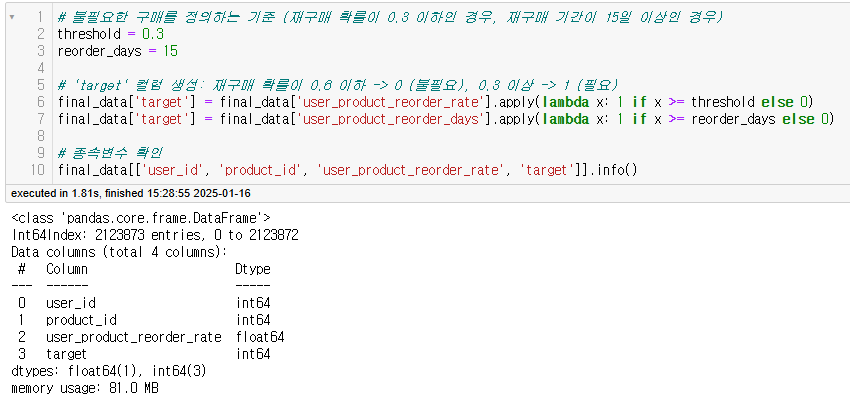 1 # 불필요한 구매를 정의하는 기준 (재구매 확률이 0.3 이하인 경우, 재구매 기간이 15일 이상인 경우)
2 threshold = 0.3
3 reorder_days = 15
4
5 # 'target' 컬럼 생성: 재구매 확률이 0.6 이하 -> 0 (불필요), 0.3 이상 -> 1 (필요)
6 final_data['target'] = final_data['user_product_reorder_rate'].apply(lambda x: 1 if x >= threshold else 0)
7 final_data['target'] = final_data['user_product_reorder_days'].apply(lambda x: 1 if x >= reorder_days else 0)
8
9 # 종속변수 확인
10 final_data[['user_id', 'product_id', 'user_product_reorder_rate', 'target']].info()
executed in 1.81s, finished 15:28:55 2025-01-16
<class 'pandas.core.frame.DataFrame'>
Int64Index: 2123873 entries, 0 to 2123872
Data columns (total 4 columns):
# Column Dtype
--- ------ -----
0 user_id int64
1 product_id int64
2 user_product_reorder_rate float64
3 target int64
dtypes: float64(1), int64(3)
memory usage: 81.0 MB